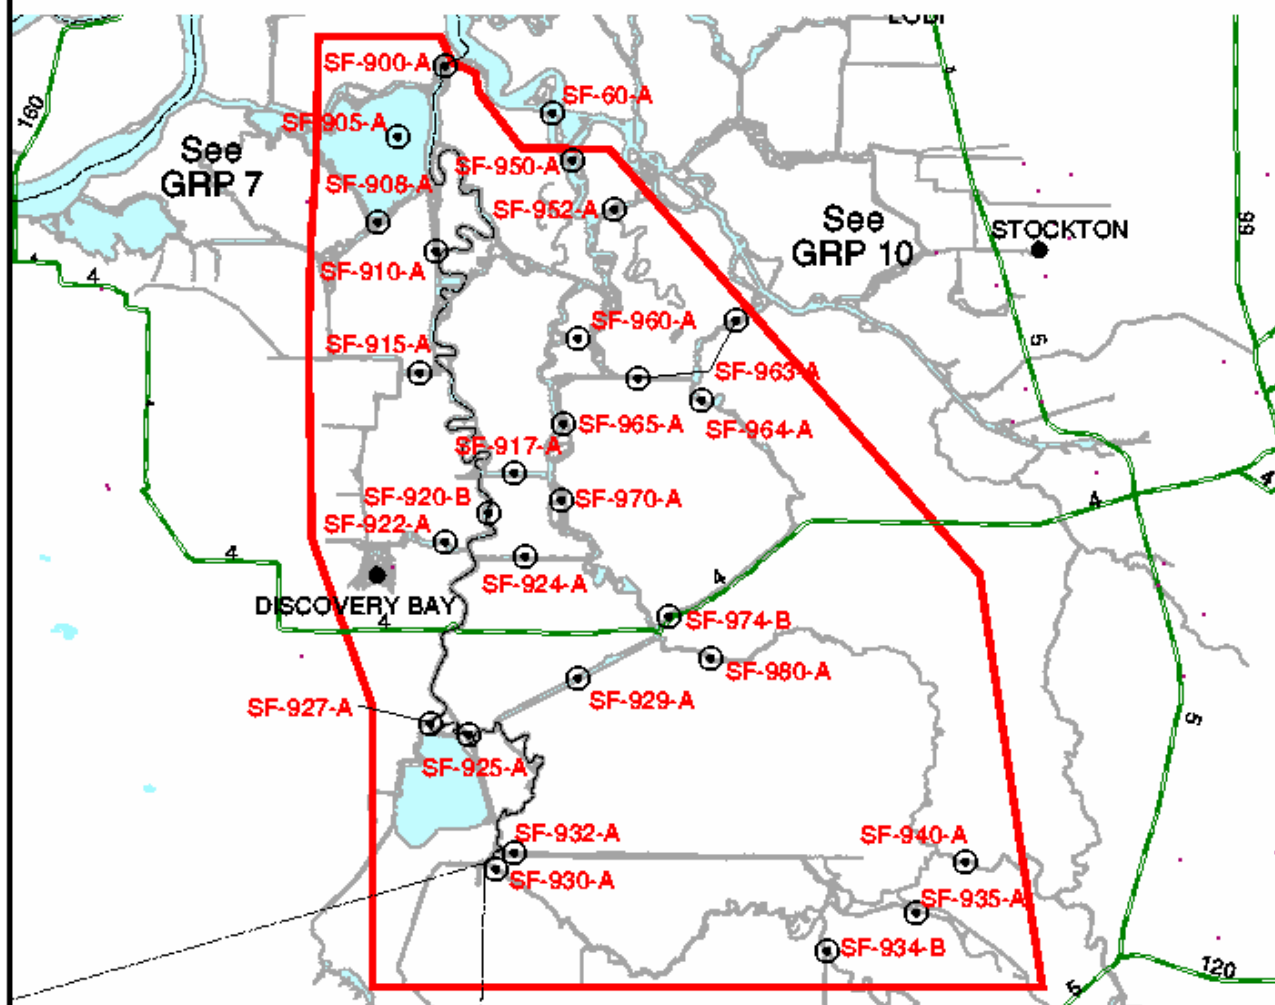 LODI
SF-900-A
160
SF-60-A
SF-905-A
See
GRP 7
SF-950-A
SF-908-A
SF-952-A
See
GRP 10
STOCKTON
99
4
SF-910-A
SF-960-A
5
SF-915-A
SF-963-A
SF-965-A
SF-964-A
SF-917-A
4
SF-920-B
SF-970-A
4
SF-922-A
4
SF-924-A
4
DISCOVERY BAY
4
SF-974-B
SF-980-A
SF-929-A
SF-927-A
5
SF-925-A
SF-932-A
SF-940-A
SF-930-A
SF-935-A
SF-934-B
120
5